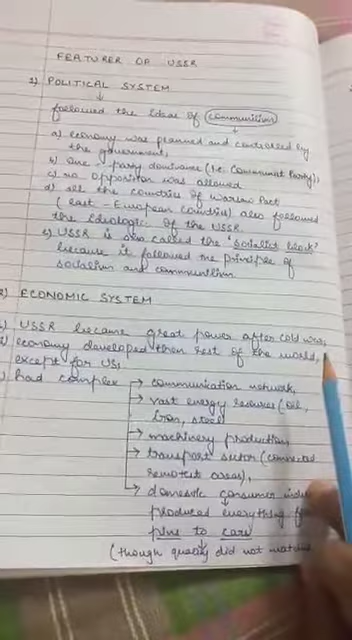 FEATURER OF USSR
1) POLITICAL SYSTEM
followed the ideas of communism
a) economy was planned and controlled by
the government,
b) one-party dominance (i.e. Communist Party),
c) no opposition was allowed
d) all the countries of warsaw Pact
(east-European countries) also followed
the ideologic of the USSR.
e) USSR is also called the 'socialist block'
because it followed the principle of
socialism and communism.
2) ECONOMIC SYSTEM
USSR became great power after cold war,
economy developed then rest of the world,
except for US,
had complex → communication network,
→ vast energy resources (oil,
Iron, steel
→ machinery production,
→ transport sector (connected
remotest areas),
→ domestic consumer
produced everything
pine to cars
(though quality did not